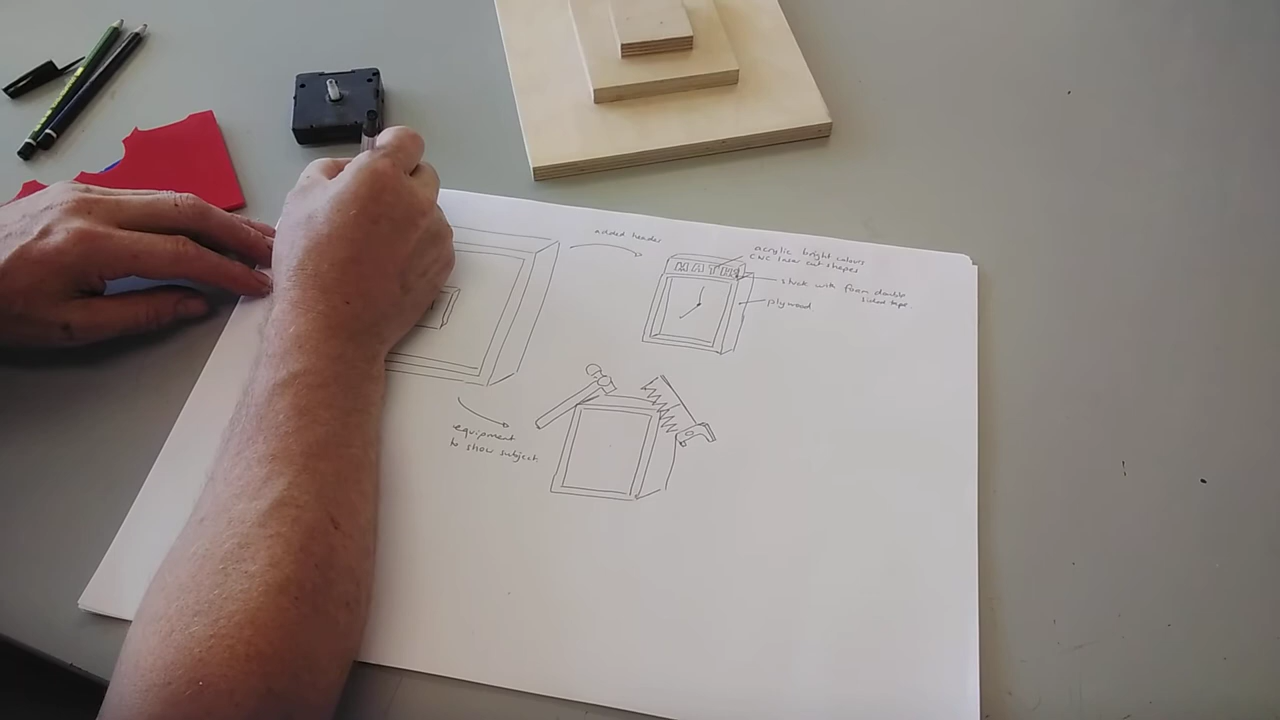 added header
MATHS
acrylic bright colours
CNC laser cut shapes
stuck with foam double
sided tape.
plywood
equipment
to show subject.